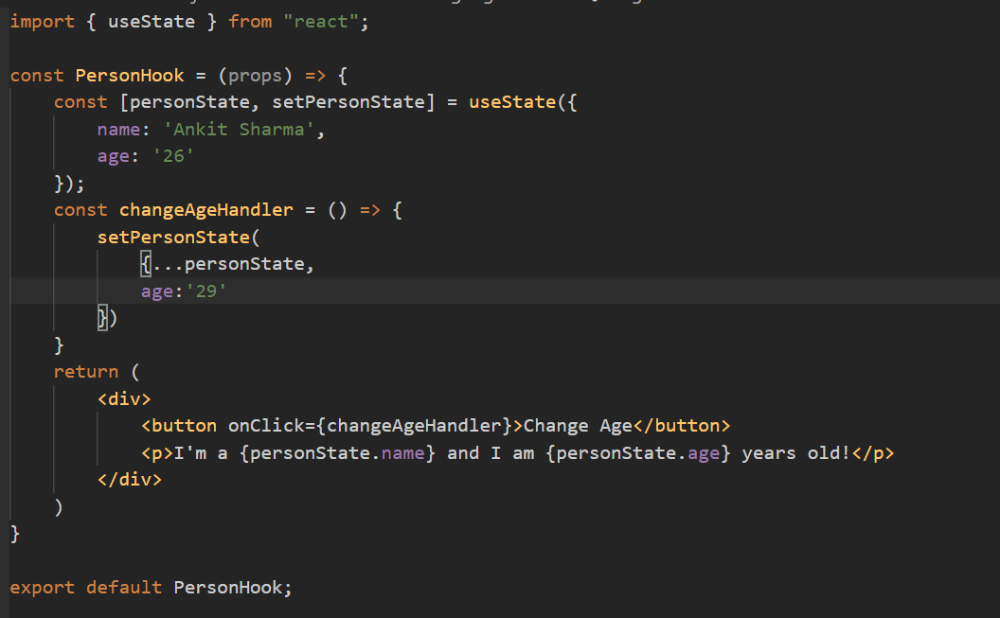 import { useState } from "react";
const PersonHook = (props) => {
const [personState, setPersonState] = useState({
name: 'Ankit Sharma',
age: '26'
});
const changeAgeHandler = () => {
setPersonState(
{...personState,
age:'29'
})
}
return (
<div>
<button onClick={changeAgeHandler}>Change Age</button>
<p>I'm a {personState.name} and I am {personState.age} years old!</p>
</div>
)
}
export default PersonHook;